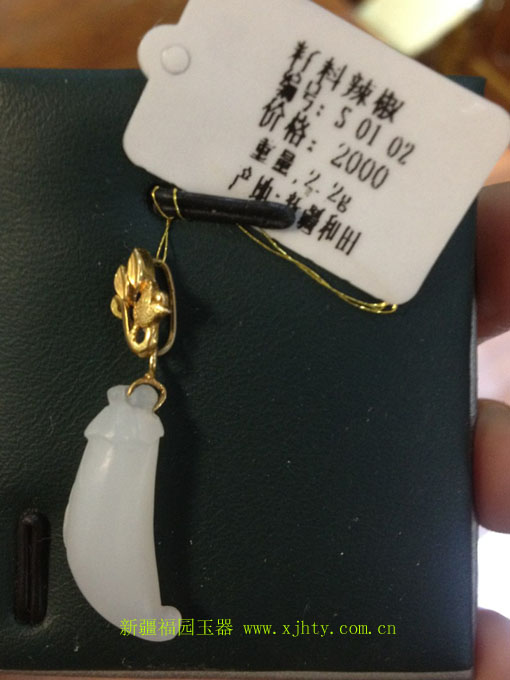 籽料辣椒
编号：S 01 02
价格：2000
重量：2.2g
产地：新疆和田
新疆福园玉器 www.xjhty.com.cn